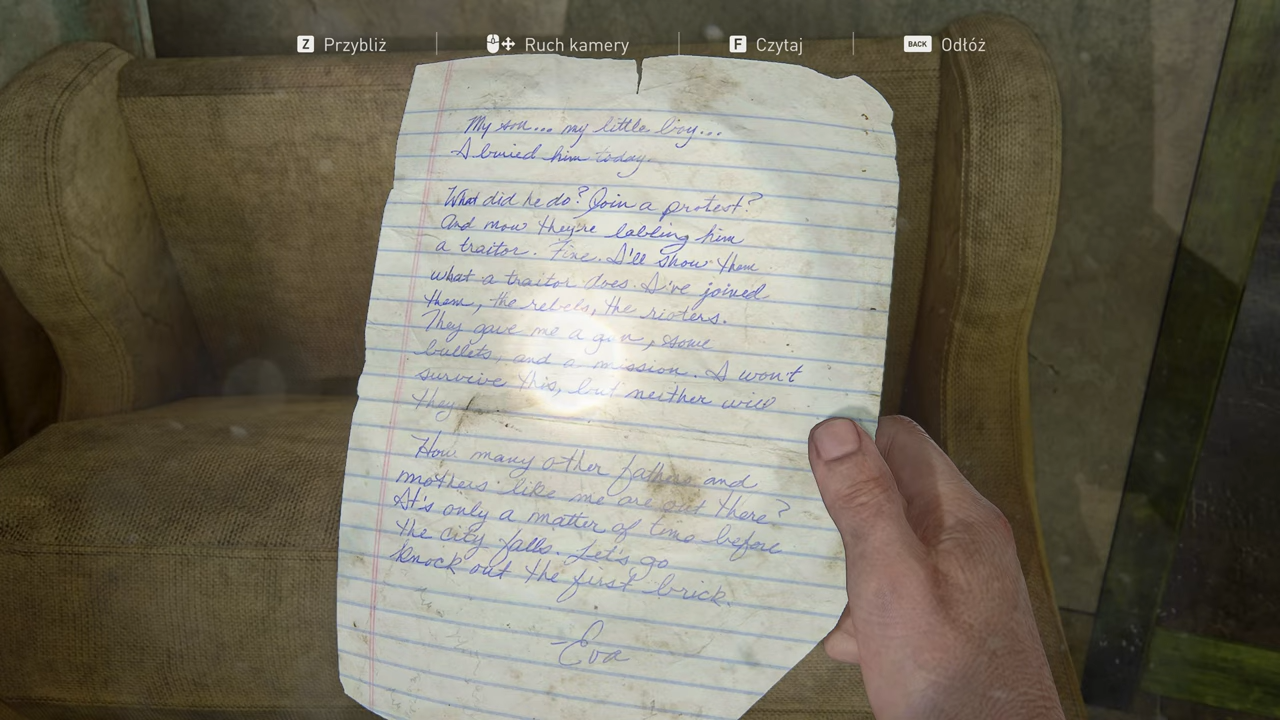 Z Przybliż
Ruch kamery
F Czytaj
BACK Odłóż
My son... my little boy...
I buried him today.
What did he do? Join a protest?
And now they're labling him
a traitor. Fine. I'll show them
what a traitor does. I've joined
them, the rebels, the rioters.
They gave me a gun, some
bullets, and a mission. I won't
survive this, but neither will
they
How many other fathers and
mothers like me are out there?
It's only a matter of time before
the city falls. Let's go
knock out the first brick.
-Eva